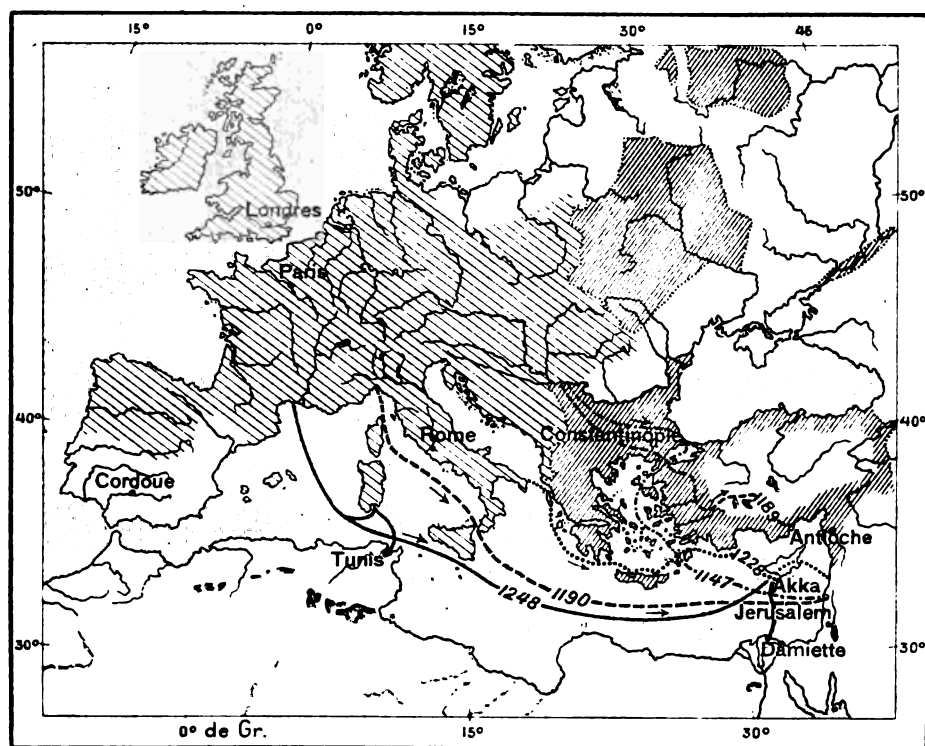 15° 0° 15° 30° 45
Londres
50° 50°
Paris
40° Rome Constantinople 40°
Cordoue
1189
Antioche
Tunis
1228
1147
Akka
1248 1190
Jerusalem
30° Damiette 30°
0° de Gr. 15° 30°